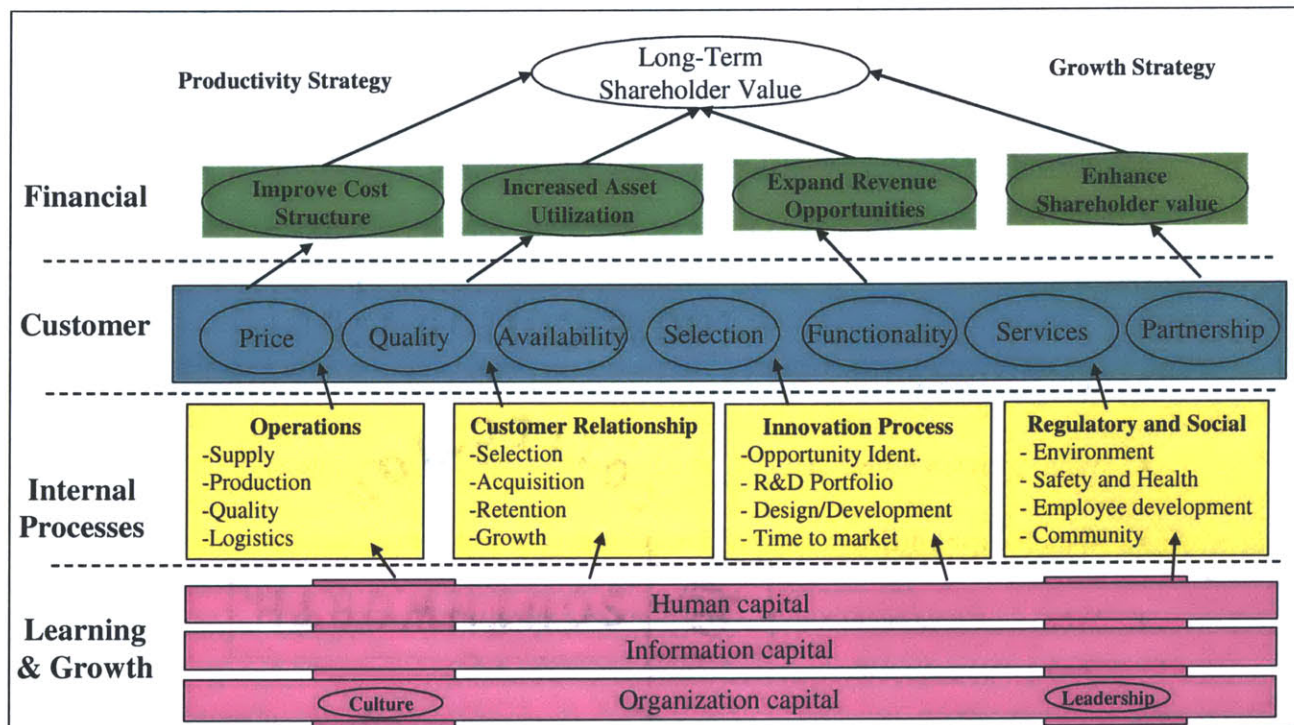 Long-Term
Shareholder Value
Productivity Strategy
Growth Strategy
Financial
Improve Cost
Structure
Increased Asset
Utilization
Expand Revenue
Opportunities
Enhance
Shareholder value
Customer
Price
Quality
Availability
Selection
Functionality
Services
Partnership
Internal
Processes
Operations
-Supply
-Production
-Quality
-Logistics
Customer Relationship
-Selection
-Acquisition
-Retention
-Growth
Innovation Process
-Opportunity Ident.
- R&D Portfolio
- Design/Development
- Time to market
Regulatory and Social
- Environment
- Safety and Health
- Employee development
- Community
Learning
& Growth
Human capital
Information capital
Culture
Organization capital
Leadership